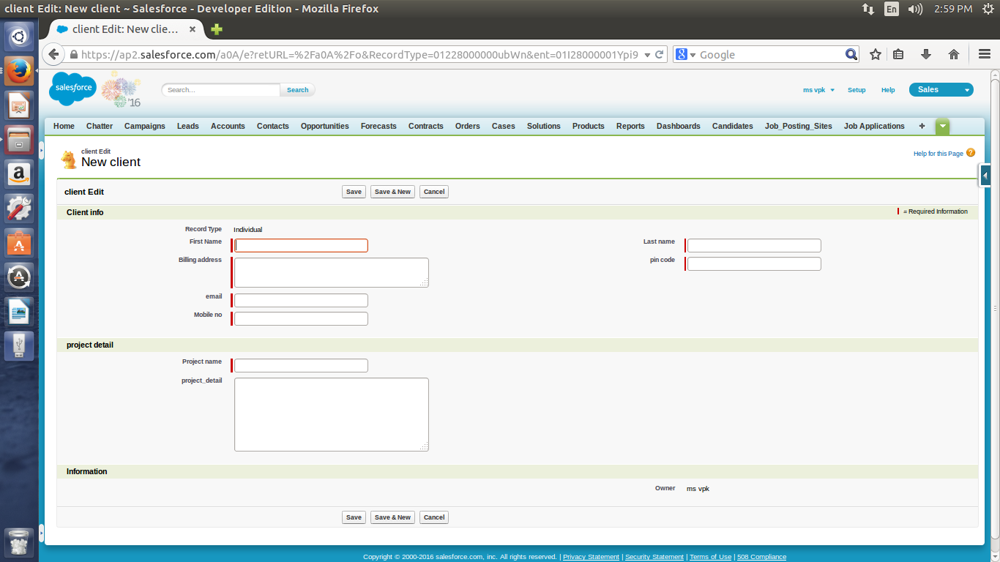 client Edit: New client ~ Salesforce - Developer Edition - Mozilla Firefox
En
2:59 PM
client Edit: New clie...
https://ap2.salesforce.com/a0A/e?retURL=%2Fa0A%2Fo&RecordType=01228000000ubWn&ent=01I28000001Ypi9
Google
salesforce
'16
Search...
Search
ms vpk
Setup
Help
Sales
Home Chatter Campaigns Leads Accounts Contacts Opportunities Forecasts Contracts Orders Cases Solutions Products Reports Dashboards Candidates Job_Posting_Sites Job Applications +
client Edit
New client
Help for this Page ?
client Edit
Save Save & New Cancel
Client info
= Required Information
Record Type Individual
First Name Last name
Billing address pin code
email
Mobile no
project detail
Project name
project_detail
Information
Owner ms vpk
Save Save & New Cancel
Copyright © 2000-2016 salesforce.com, inc. All rights reserved. | Privacy Statement | Security Statement | Terms of Use | 508 Compliance